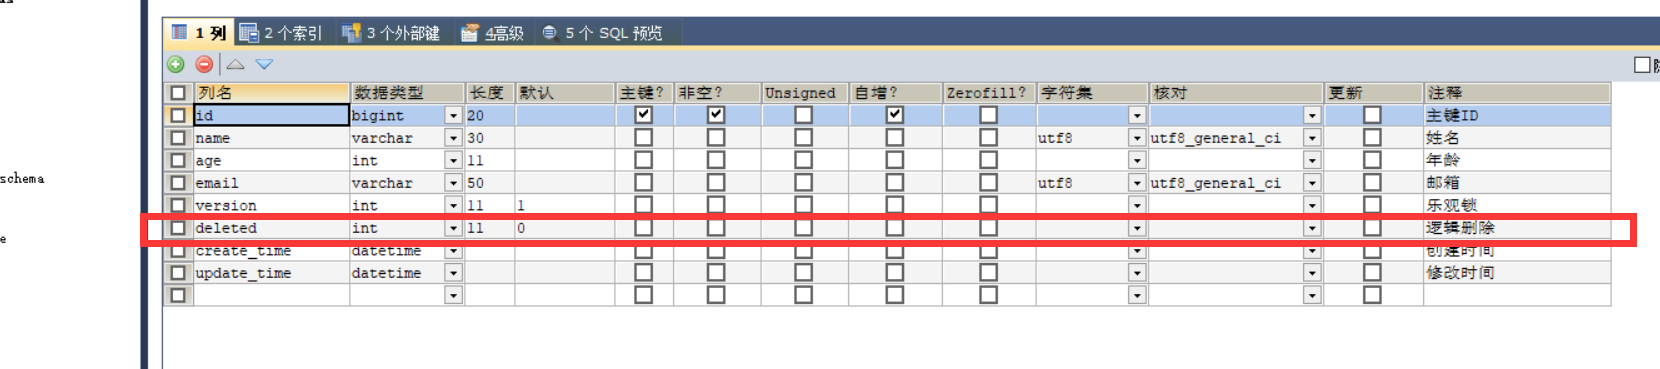 1 列 2 个索引 3 个外部键 4高级 5 个 SQL 预览
列名 数据类型 长度 默认 主键? 非空? Unsigned 自增? Zerofill? 字符集 核对 更新 注释
id bigint 20 主键ID
name varchar 30 utf8 utf8_general_ci 姓名
age int 11 年龄
schema
email varchar 50 utf8 utf8_general_ci 邮箱
version int 11 1 乐观锁
deleted int 11 0 逻辑删除
e
create_time datetime 创建时间
update_time datetime 修改时间